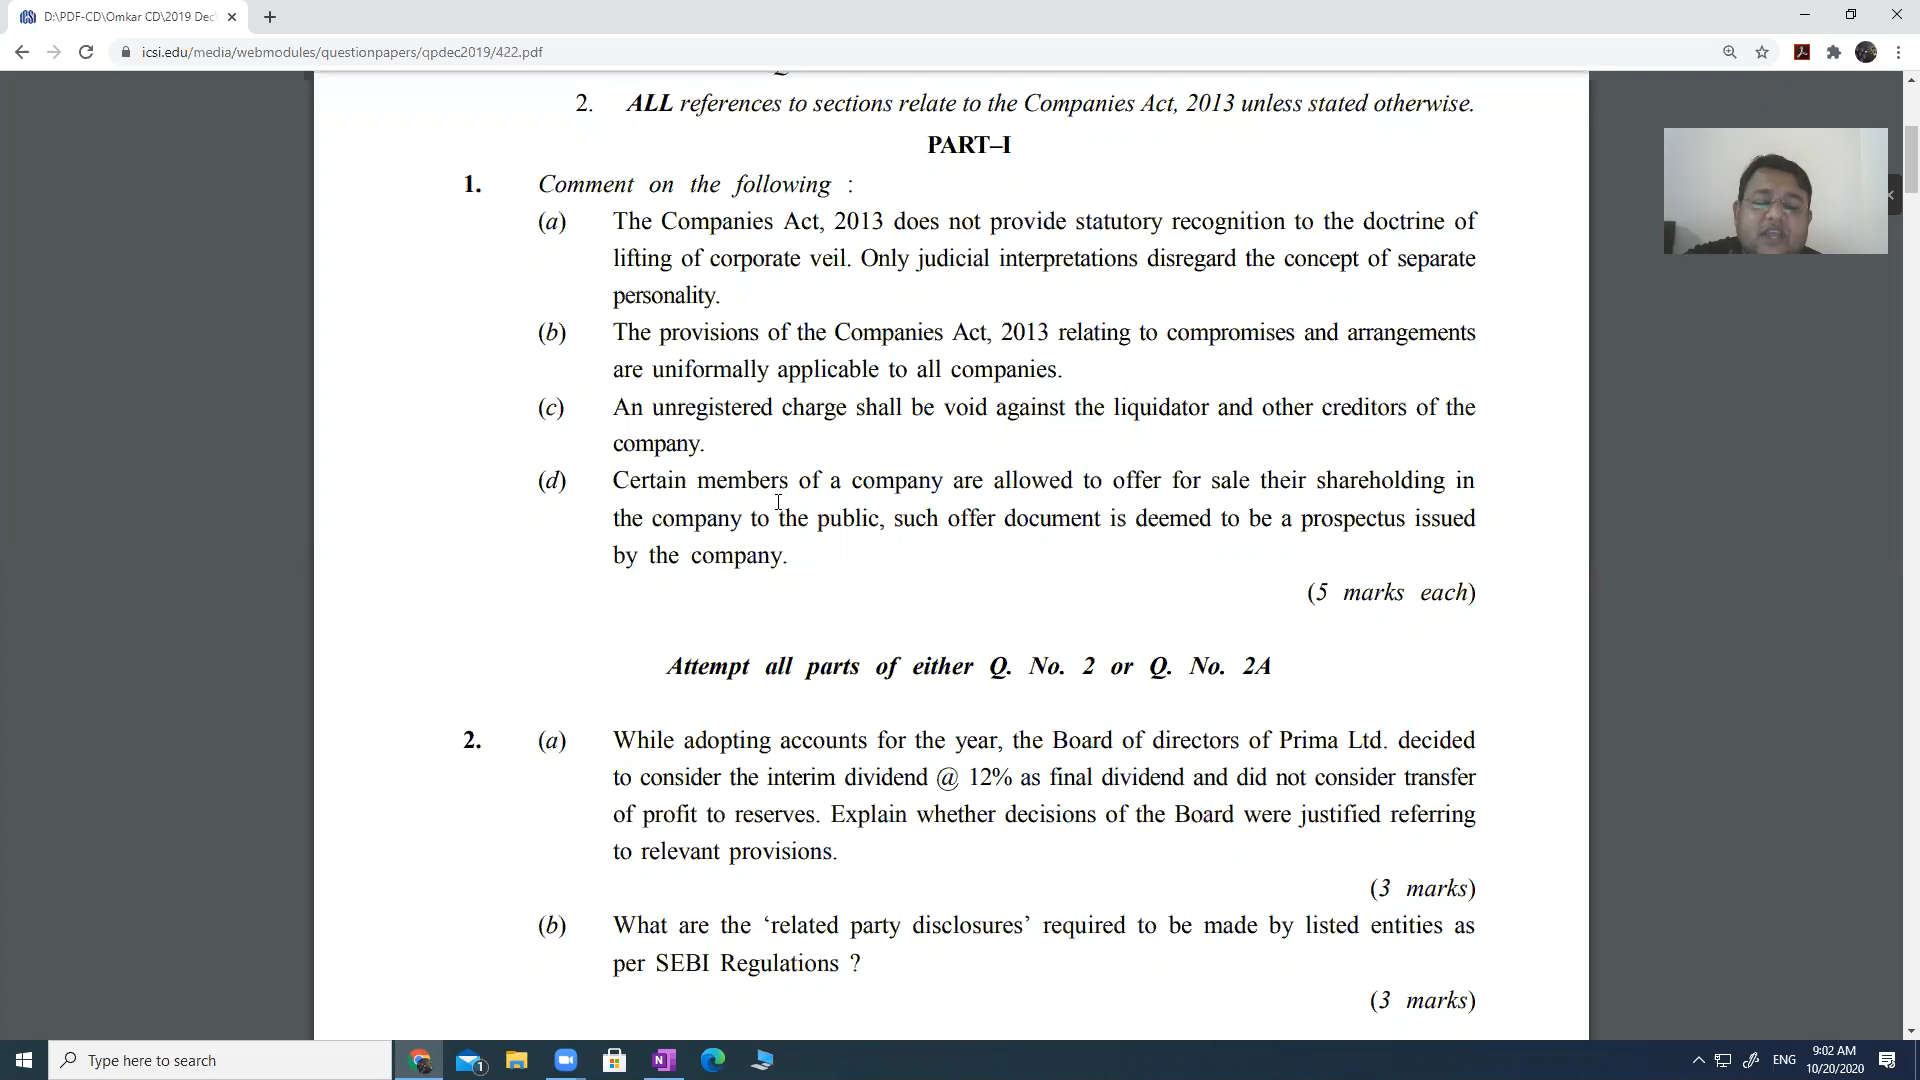 D:\PDF-CD\Omkar CD\2019 Dec
icsi.edu/media/webmodules/questionpapers/qpdec2019/422.pdf
2. ALL references to sections relate to the Companies Act, 2013 unless stated otherwise.
PART–I
1. Comment on the following :
(a) The Companies Act, 2013 does not provide statutory recognition to the doctrine of
lifting of corporate veil. Only judicial interpretations disregard the concept of separate
personality.
(b) The provisions of the Companies Act, 2013 relating to compromises and arrangements
are uniformally applicable to all companies.
(c) An unregistered charge shall be void against the liquidator and other creditors of the
company.
(d) Certain members of a company are allowed to offer for sale their shareholding in
the company to the public, such offer document is deemed to be a prospectus issued
by the company.
(5 marks each)
Attempt all parts of either Q. No. 2 or Q. No. 2A
2. (a) While adopting accounts for the year, the Board of directors of Prima Ltd. decided
to consider the interim dividend @ 12% as final dividend and did not consider transfer
of profit to reserves. Explain whether decisions of the Board were justified referring
to relevant provisions.
(3 marks)
(b) What are the ‘related party disclosures’ required to be made by listed entities as
per SEBI Regulations ?
(3 marks)
Type here to search
1
N
ENG
9:02 AM
10/20/2020